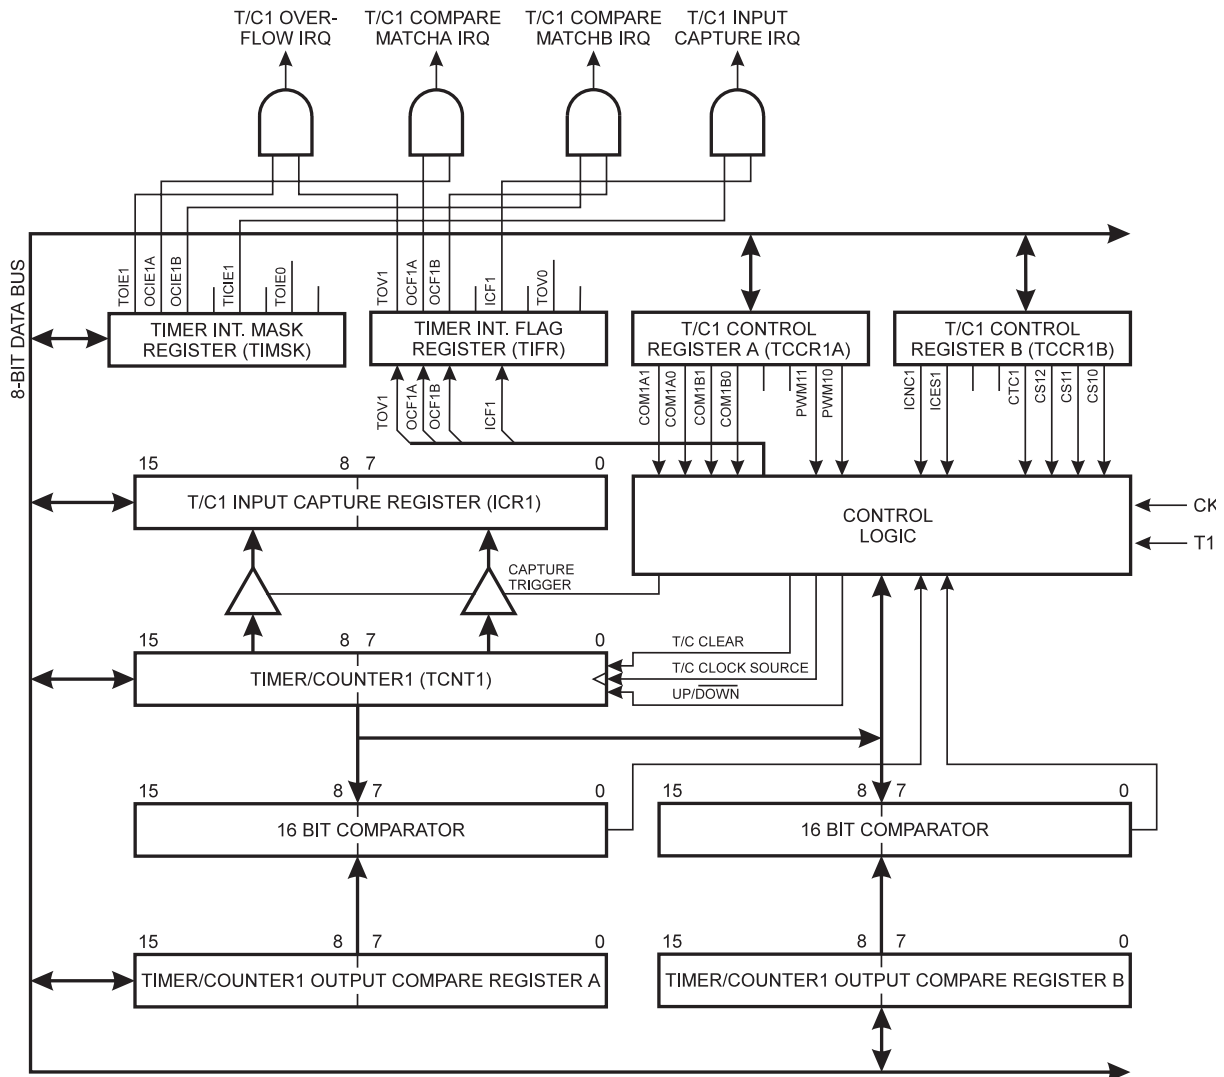 T/C1 OVER-
FLOW IRQ
T/C1 COMPARE
MATCHA IRQ
T/C1 COMPARE
MATCHB IRQ
T/C1 INPUT
CAPTURE IRQ
8-BIT DATA BUS
TOIE1
OCIE1A
OCIE1B
TICIE1
TOIE0
TOV1
OCF1A
OCF1B
ICF1
TOV0
TIMER INT. MASK
REGISTER (TIMSK)
TIMER INT. FLAG
REGISTER (TIFR)
T/C1 CONTROL
REGISTER A (TCCR1A)
T/C1 CONTROL
REGISTER B (TCCR1B)
TOV1
OCF1A
OCF1B
ICF1
COM1A1
COM1A0
COM1B1
COM1B0
PWM11
PWM10
ICNC1
ICES1
CTC1
CS12
CS11
CS10
15 8 7 0
T/C1 INPUT CAPTURE REGISTER (ICR1)
CONTROL
LOGIC
CK
T1
CAPTURE
TRIGGER
15 8 7 0
TIMER/COUNTER1 (TCNT1)
T/C CLEAR
T/C CLOCK SOURCE
UP/DOWN
15 8 7 0
16 BIT COMPARATOR
15 8 7 0
16 BIT COMPARATOR
15 8 7 0
TIMER/COUNTER1 OUTPUT COMPARE REGISTER A
15 8 7 0
TIMER/COUNTER1 OUTPUT COMPARE REGISTER B